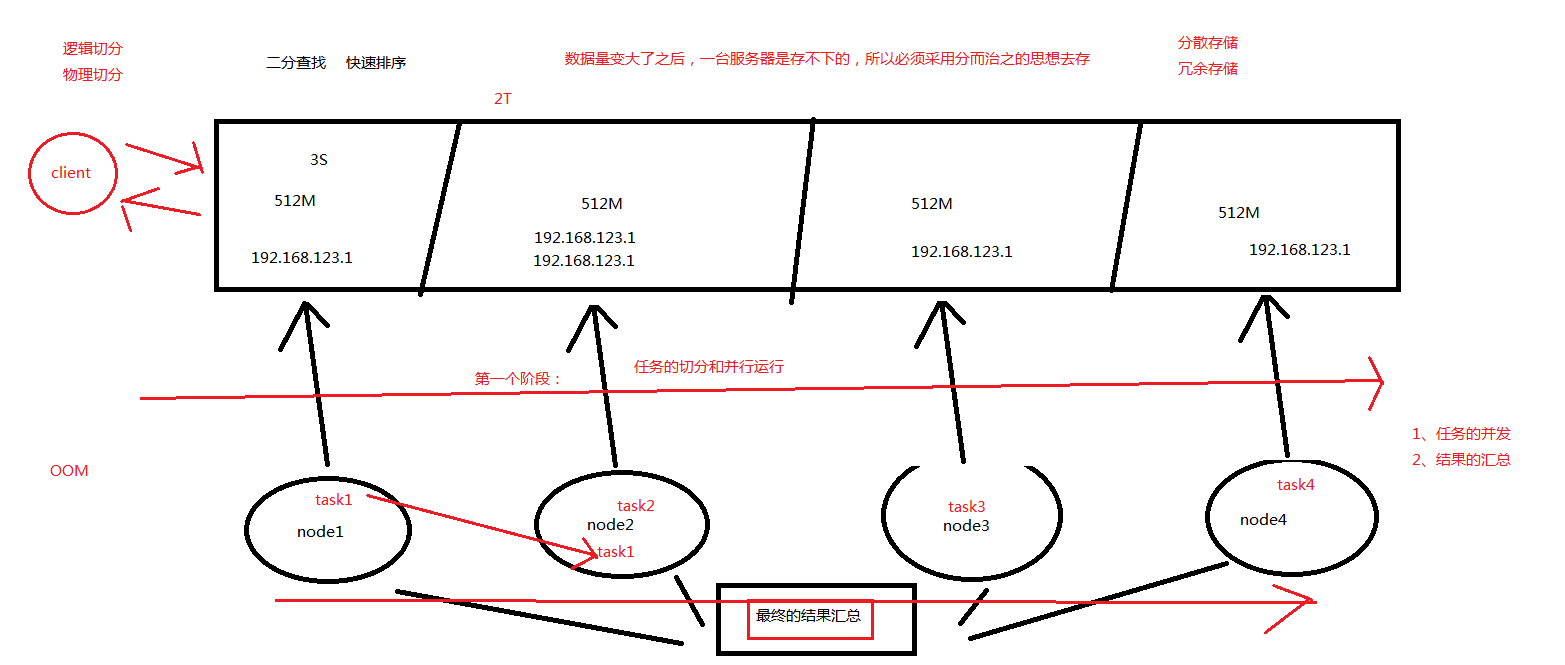 逻辑切分
物理切分
二分查找 快速排序
数据量变大了之后，一台服务器是存不下的，所以必须采用分而治之的思想去存
分散存储
冗余存储
2T
client
3S
512M
192.168.123.1
512M
192.168.123.1
192.168.123.1
512M
192.168.123.1
512M
192.168.123.1
第一个阶段：
任务的切分和并行运行
1、任务的并发
2、结果的汇总
OOM
task1
node1
task2
node2
task1
task3
node3
task4
node4
最终的结果汇总